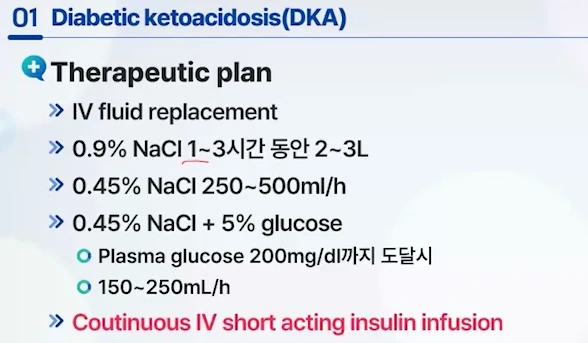 01 Diabetic ketoacidosis(DKA)
Therapeutic plan
IV fluid replacement
0.9% NaCl 1~3시간 동안 2~3L
0.45% NaCl 250~500ml/h
0.45% NaCl + 5% glucose
Plasma glucose 200mg/dl까지 도달시
150~250mL/h
Coutinuous IV short acting insulin infusion